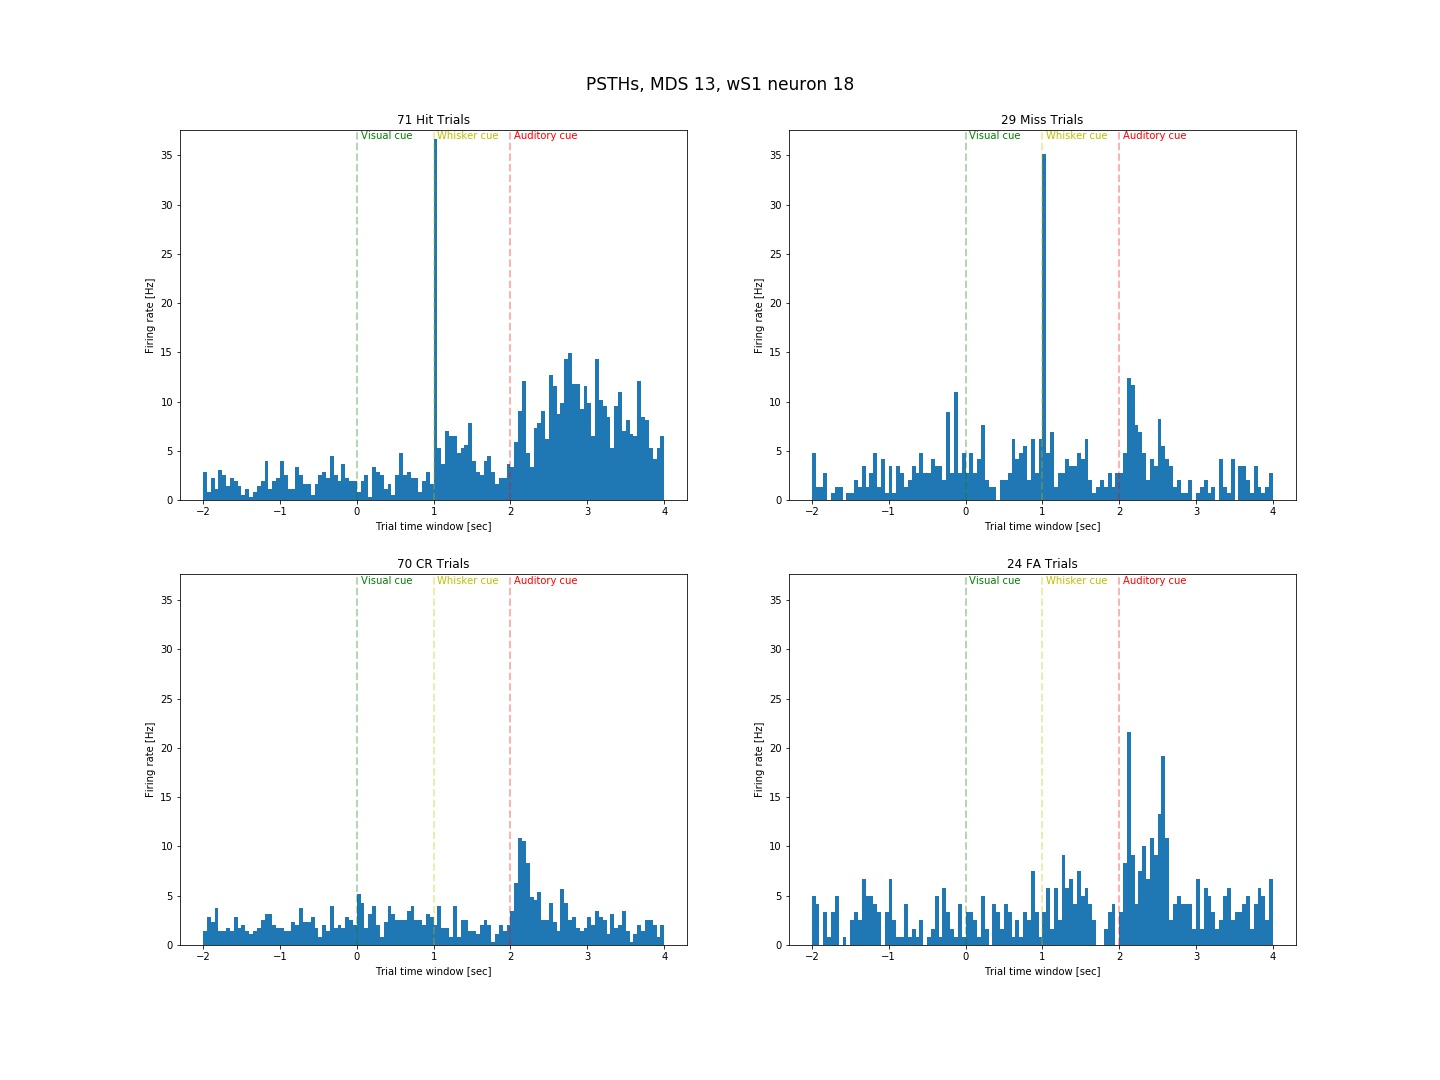 PSTHs, MDS 13, wS1 neuron 18
71 Hit Trials
Visual cue
Whisker cue
Auditory cue
35
30
25
20
15
10
5
0
Firing rate [Hz]
−2
−1
0
1
2
3
4
Trial time window [sec]
29 Miss Trials
Visual cue
Whisker cue
Auditory cue
35
30
25
20
15
10
5
0
Firing rate [Hz]
−2
−1
0
1
2
3
4
Trial time window [sec]
70 CR Trials
Visual cue
Whisker cue
Auditory cue
35
30
25
20
15
10
5
0
Firing rate [Hz]
−2
−1
0
1
2
3
4
Trial time window [sec]
24 FA Trials
Visual cue
Whisker cue
Auditory cue
35
30
25
20
15
10
5
0
Firing rate [Hz]
−2
−1
0
1
2
3
4
Trial time window [sec]